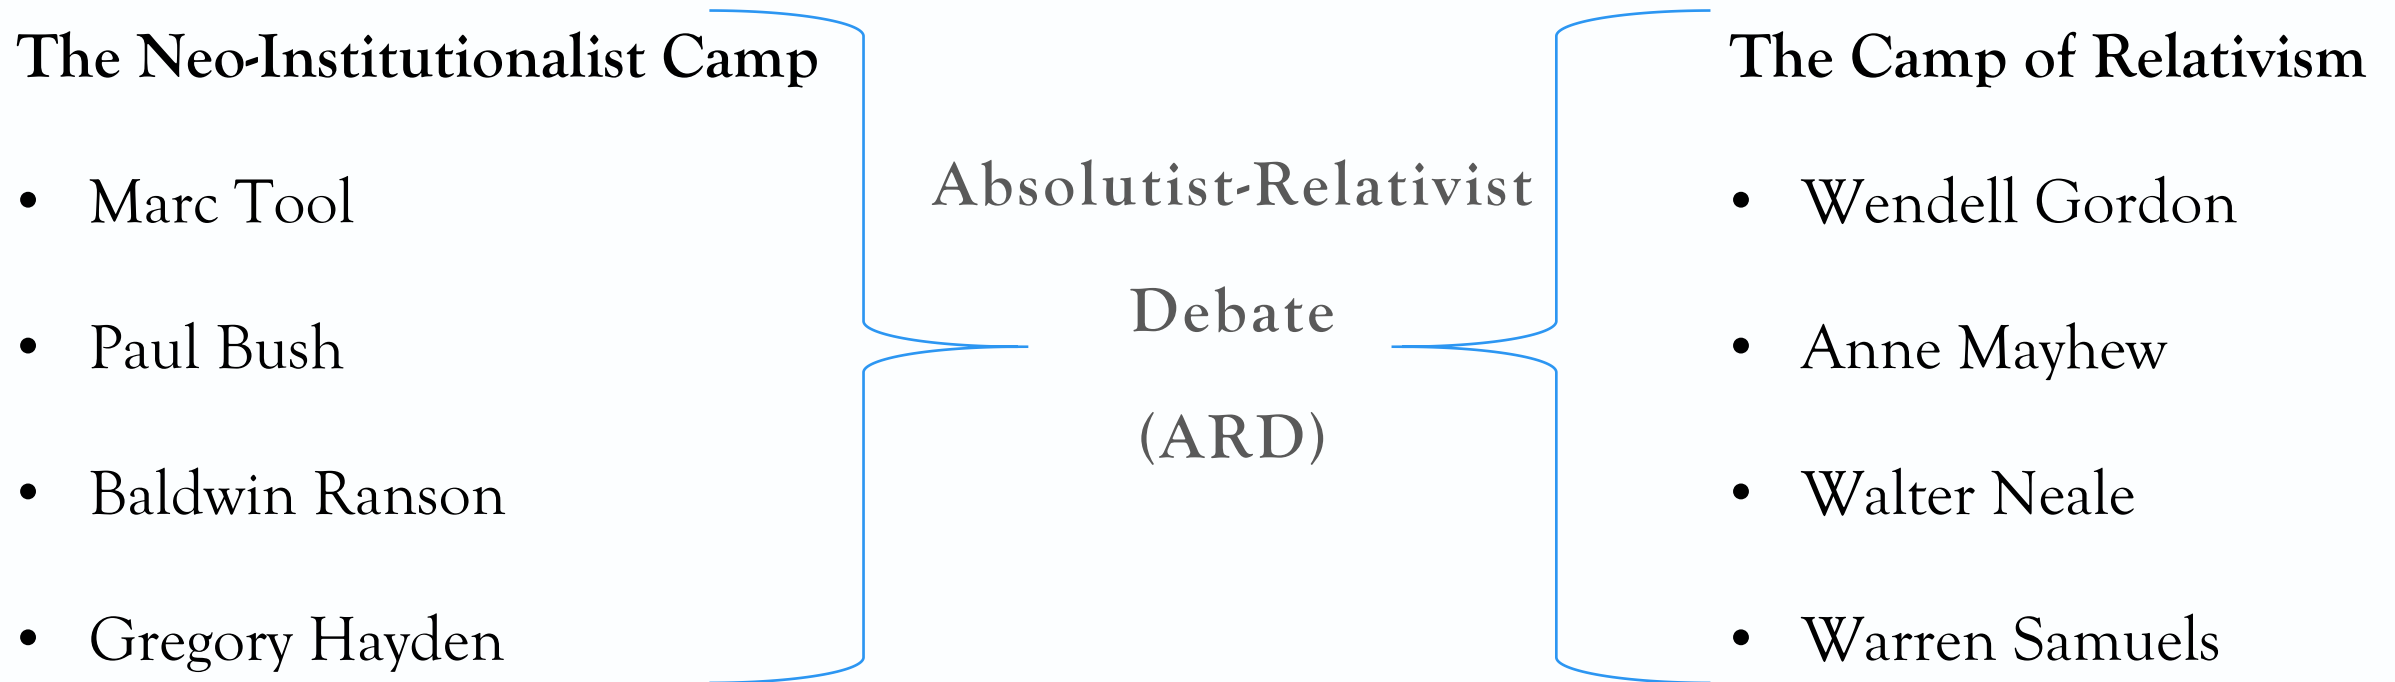 The Neo-Institutionalist Camp
• Marc Tool
• Paul Bush
• Baldwin Ranson
• Gregory Hayden
Absolutist-Relativist
Debate
(ARD)
The Camp of Relativism
• Wendell Gordon
• Anne Mayhew
• Walter Neale
• Warren Samuels